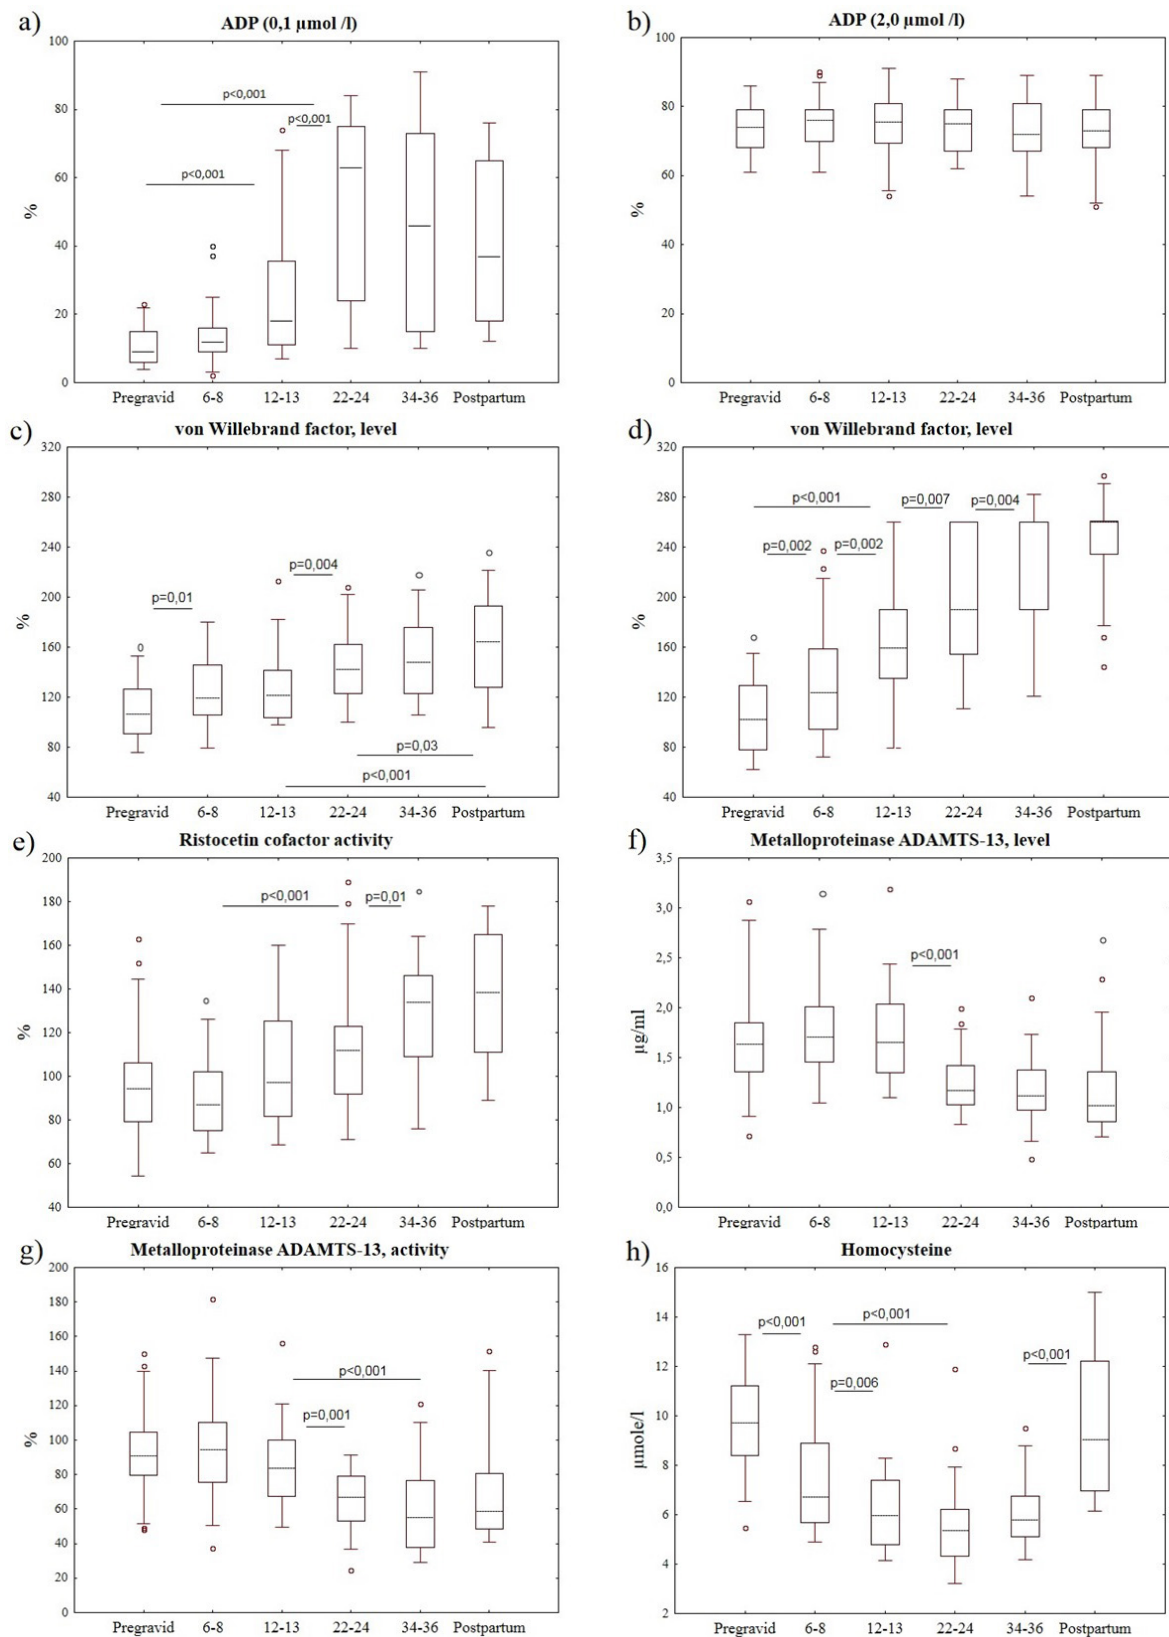 a)
ADP (0,1 µmol /l)
100
80
60
40
20
0
%
p<0,001
p<0,001
p<0,001
Pregravid 6-8 12-13 22-24 34-36 Postpartum
b)
ADP (2,0 µmol /l)
100
80
60
40
20
0
%
Pregravid 6-8 12-13 22-24 34-36 Postpartum
c)
von Willebrand factor, level
320
280
240
200
160
120
80
40
%
p=0,01
p=0,004
p=0,03
p<0,001
Pregravid 6-8 12-13 22-24 34-36 Postpartum
d)
von Willebrand factor, level
320
280
240
200
160
120
80
40
%
p<0,001
p=0,007
p=0,004
p=0,002
p=0,002
Pregravid 6-8 12-13 22-24 34-36 Postpartum
e)
Ristocetin cofactor activity
200
180
160
140
120
100
80
60
40
%
p<0,001
p=0,01
Pregravid 6-8 12-13 22-24 34-36 Postpartum
f)
Metalloproteinase ADAMTS-13, level
3,5
3,0
2,5
2,0
1,5
1,0
0,5
0,0
µg/ml
p<0,001
Pregravid 6-8 12-13 22-24 34-36 Postpartum
g)
Metalloproteinase ADAMTS-13, activity
200
180
160
140
120
100
80
60
40
20
0
%
p<0,001
p=0,001
Pregravid 6-8 12-13 22-24 34-36 Postpartum
h)
Homocysteine
16
14
12
10
8
6
4
2
µmole/l
p<0,001
p<0,001
p=0,006
p<0,001
Pregravid 6-8 12-13 22-24 34-36 Postpartum